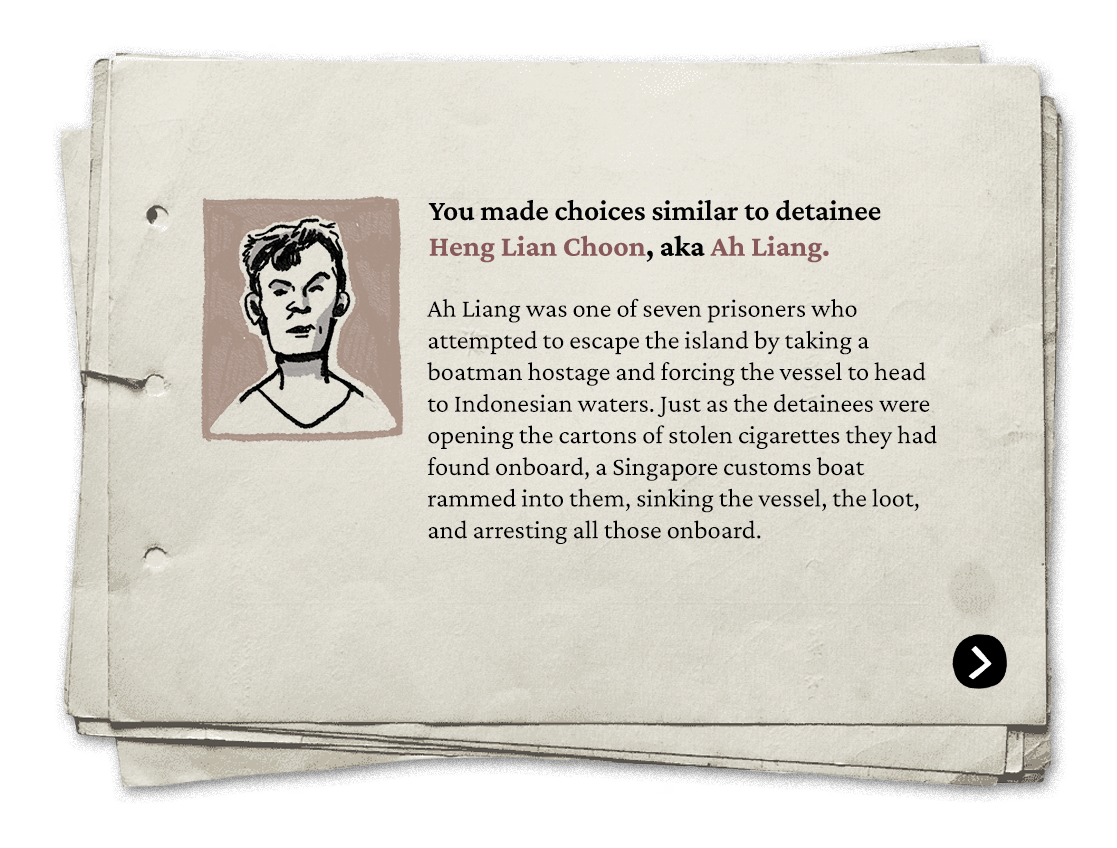 You made choices similar to detainee
Heng Lian Choon, aka Ah Liang.
Ah Liang was one of seven prisoners who
attempted to escape the island by taking a
boatman hostage and forcing the vessel to head
to Indonesian waters. Just as the detainees were
opening the cartons of stolen cigarettes they had
found onboard, a Singapore customs boat
rammed into them, sinking the vessel, the loot,
and arresting all those onboard.